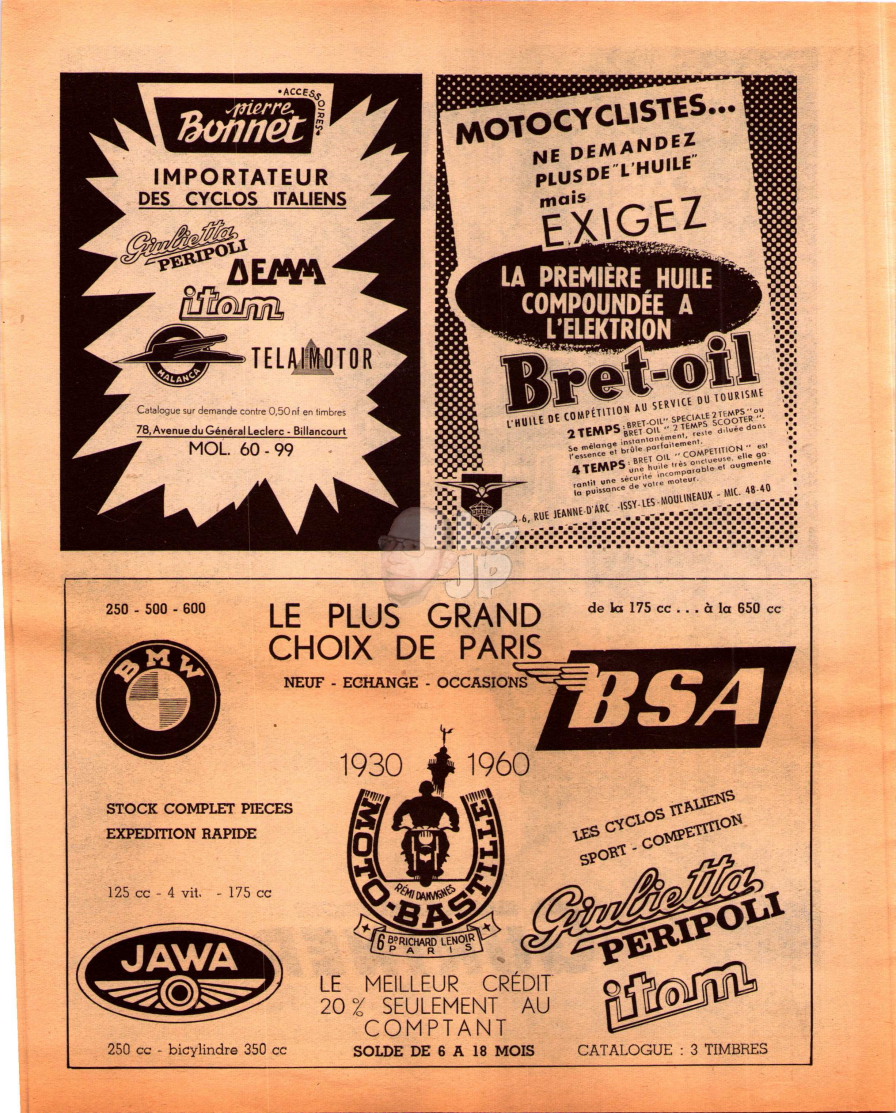 •ACCESSOIRES•
pierre
Bonnet
IMPORTATEUR
DES CYCLOS ITALIENS
Giulietta
PERIPOLI
DEMM
itom
MALANCA
TELAIMOTOR
Catalogue sur demande contre 0,50 nf en timbres
78, Avenue du Général Leclerc - Billancourt
MOL. 60 - 99
MOTOCYCLISTES...
NE DEMANDEZ
PLUS DE "L'HUILE"
mais
EXIGEZ
LA PREMIÈRE HUILE
COMPOUNDÉE A
L'ELEKTRION
Bret-oil
L'HUILE DE COMPÉTITION AU SERVICE DU TOURISME
2 TEMPS : BRET-OIL" SPECIALE 2 TEMPS" ou
BRET OIL " 2 TEMPS SCOOTER".
Se mélange instantanément, reste diluée dans
l'essence et brûle parfaitement.
4 TEMPS : BRET OIL " COMPETITION" est
une huile très onctueuse, elle ga-
rantit une sécurité incomparable et augmente
la puissance de votre moteur.
4-6, RUE JEANNE-D'ARC - ISSY-LES-MOULINEAUX - MIC. 48-40
JP
250 - 500 - 600
BMW
LE PLUS GRAND
CHOIX DE PARIS
NEUF - ECHANGE - OCCASIONS
de la 175 cc . . . à la 650 cc
BSA
1930 1960
MOTO-BASTILLE
RÉMI DANVIGNES
6 BD RICHARD LENOIR
PARIS
STOCK COMPLET PIECES
EXPEDITION RAPIDE
125 cc - 4 vit. - 175 cc
JAWA
250 cc - bicylindre 350 cc
LES CYCLOS ITALIENS
SPORT - COMPETITION
Giulietta
PERIPOLI
itom
CATALOGUE : 3 TIMBRES
LE MEILLEUR CRÉDIT
20 % SEULEMENT AU
COMPTANT
SOLDE DE 6 A 18 MOIS